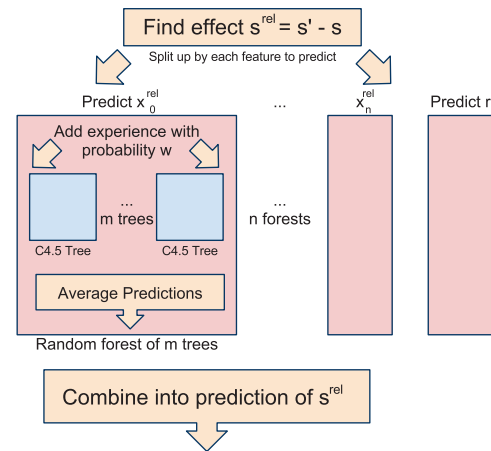 Find effect s^rel = s' - s
Split up by each feature to predict
Predict x_0^rel ... x_n^rel Predict r
Add experience with
probability w
... ...
m trees n forests
C4.5 Tree C4.5 Tree
Average Predictions
Random forest of m trees
Combine into prediction of s^rel